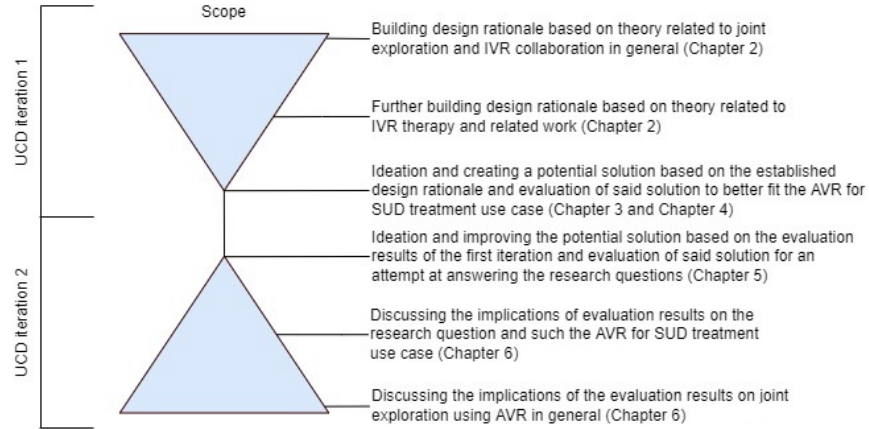 Scope
UCD iteration 1
Building design rationale based on theory related to joint
exploration and IVR collaboration in general (Chapter 2)
Further building design rationale based on theory related to
IVR therapy and related work (Chapter 2)
Ideation and creating a potential solution based on the established
design rationale and evaluation of said solution to better fit the AVR for
SUD treatment use case (Chapter 3 and Chapter 4)
UCD iteration 2
Ideation and improving the potential solution based on the evaluation
results of the first iteration and evaluation of said solution for an
attempt at answering the research questions (Chapter 5)
Discussing the implications of evaluation results on the
research question and such the AVR for SUD treatment
use case (Chapter 6)
Discussing the implications of the evaluation results on joint
exploration using AVR in general (Chapter 6)